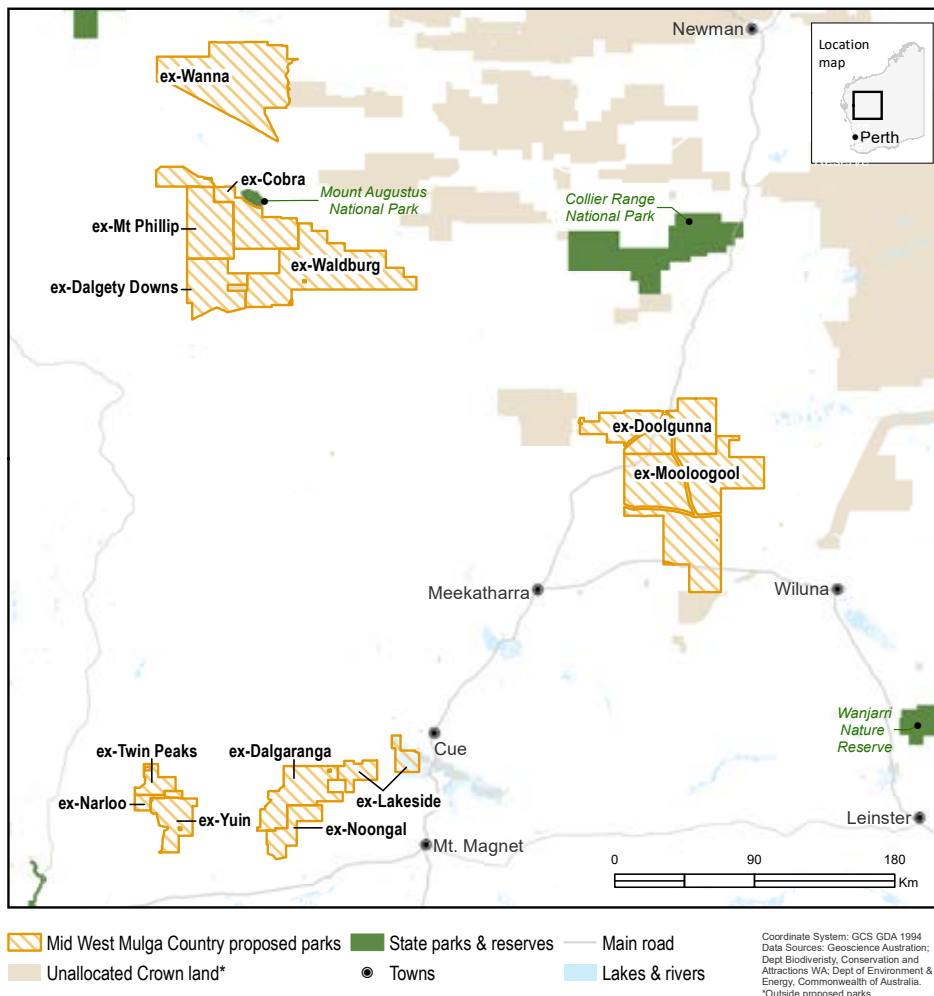 Newman
Location
map
Perth
ex-Wanna
ex-Cobra
Mount Augustus
National Park
Collier Range
National Park
ex-Mt Phillip
ex-Waldburg
ex-Dalgety Downs
ex-Doolgunna
ex-Mooloogool
Meekatharra
Wiluna
Wanjarri
Nature
Reserve
ex-Twin Peaks
ex-Dalgaranga
Cue
ex-Narloo
ex-Lakeside
ex-Yuin
ex-Noongal
Leinster
Mt. Magnet
0 90 180
Km
Mid West Mulga Country proposed parks
State parks & reserves
Main road
Unallocated Crown land*
Towns
Lakes & rivers
Coordinate System: GCS GDA 1994
Data Sources: Geoscience Austration;
Dept Biodiveristy, Conservation and
Attractions WA; Dept of Environment &
Energy, Commonwealth of Australia.
*Outside proposed parks